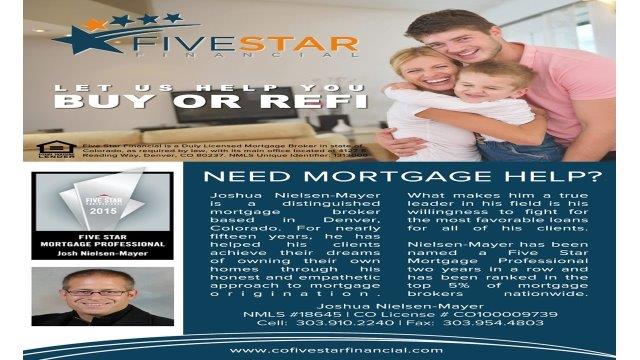 FIVESTAR
FINANCIAL
LET US HELP YOU
BUY OR REFI
Five Star Financial is a Duly Licensed Mortgage Broker in state of
Colorado, as required by law, with its main office located at 4127 S
Reading Way, Denver, CO 80237. NMLS Unique Identifier:
LENDER
FIVE STAR
2015
FIVE STAR
MORTGAGE PROFESSIONAL
Josh Nielsen-Mayer
NEED MORTGAGE HELP?
Joshua Nielsen-Mayer
is a distinguished
mortgage broker
based in Denver,
Colorado. For nearly
fifteen years, he has
helped his clients
achieve their dreams
of owning their own
homes through his
honest and empathetic
approach to mortgage
origination.
What makes him a true
leader in his field is his
willingness to fight for
the most favorable loans
for all of his clients.
Nielsen-Mayer has been
named a Five Star
Mortgage Professional
two years in a row and
has been ranked in the
top 5% of mortgage
brokers nationwide.
Joshua Nielsen-Mayer
NMLS #18645 | CO License # CO100009739
Cell: 303.910.2240 | Fax: 303.954.4803
www.cofivestarfinancial.com